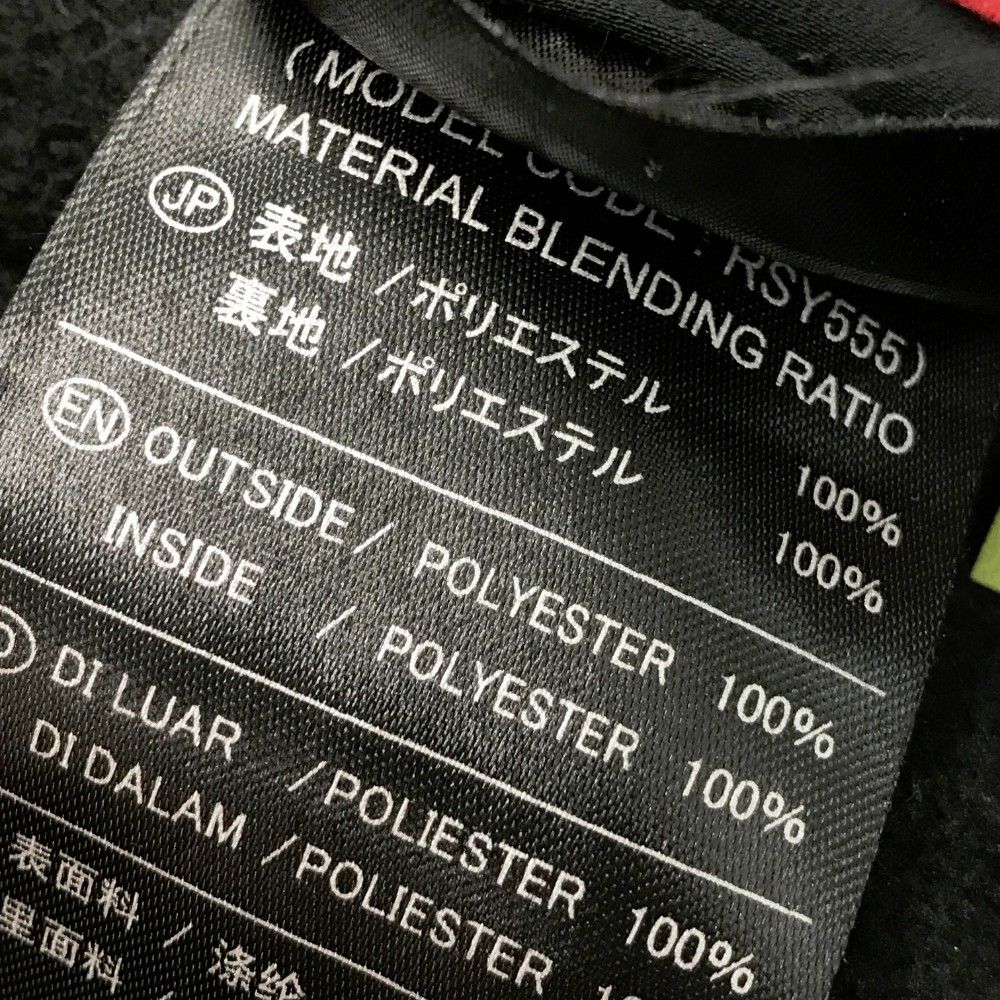 (MODEL CODE : RSY555)
MATERIAL BLENDING RATIO
JP 表地 / ポリエステル 100%
裏地 / ポリエステル 100%
EN OUTSIDE / POLYESTER 100%
INSIDE / POLYESTER 100%
DI LUAR / POLIESTER 100%
DI DALAM / POLIESTER
表面料 / 涤纶
里面料 /